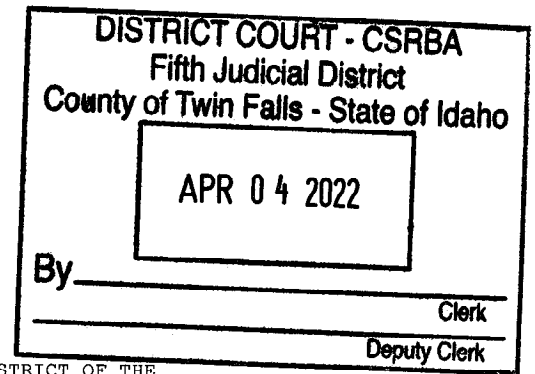 DISTRICT COURT - CSRBA
Fifth Judicial District
County of Twin Falls - State of Idaho
APR 04 2022
By
Clerk
Deputy Clerk
DISTRICT OF THE